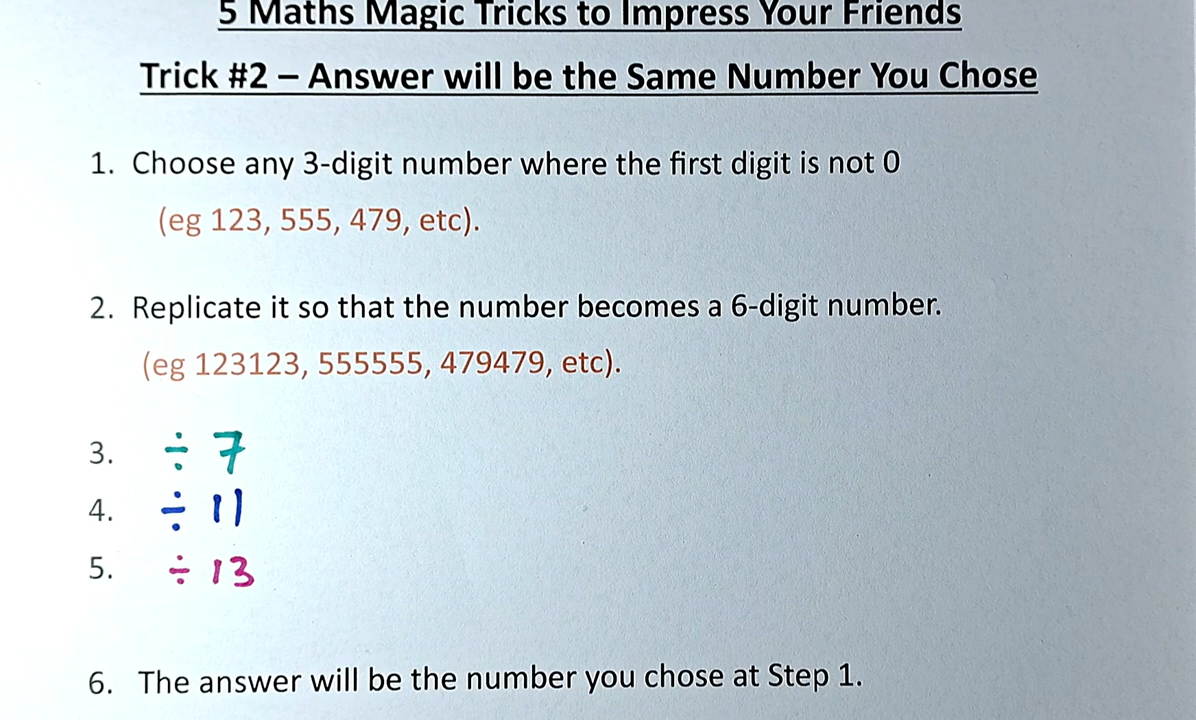 5 Maths Magic Tricks to Impress Your Friends
Trick #2 – Answer will be the Same Number You Chose
1. Choose any 3-digit number where the first digit is not 0
(eg 123, 555, 479, etc).
2. Replicate it so that the number becomes a 6-digit number.
(eg 123123, 555555, 479479, etc).
3. ÷ 7
4. ÷ 11
5. ÷ 13
6. The answer will be the number you chose at Step 1.